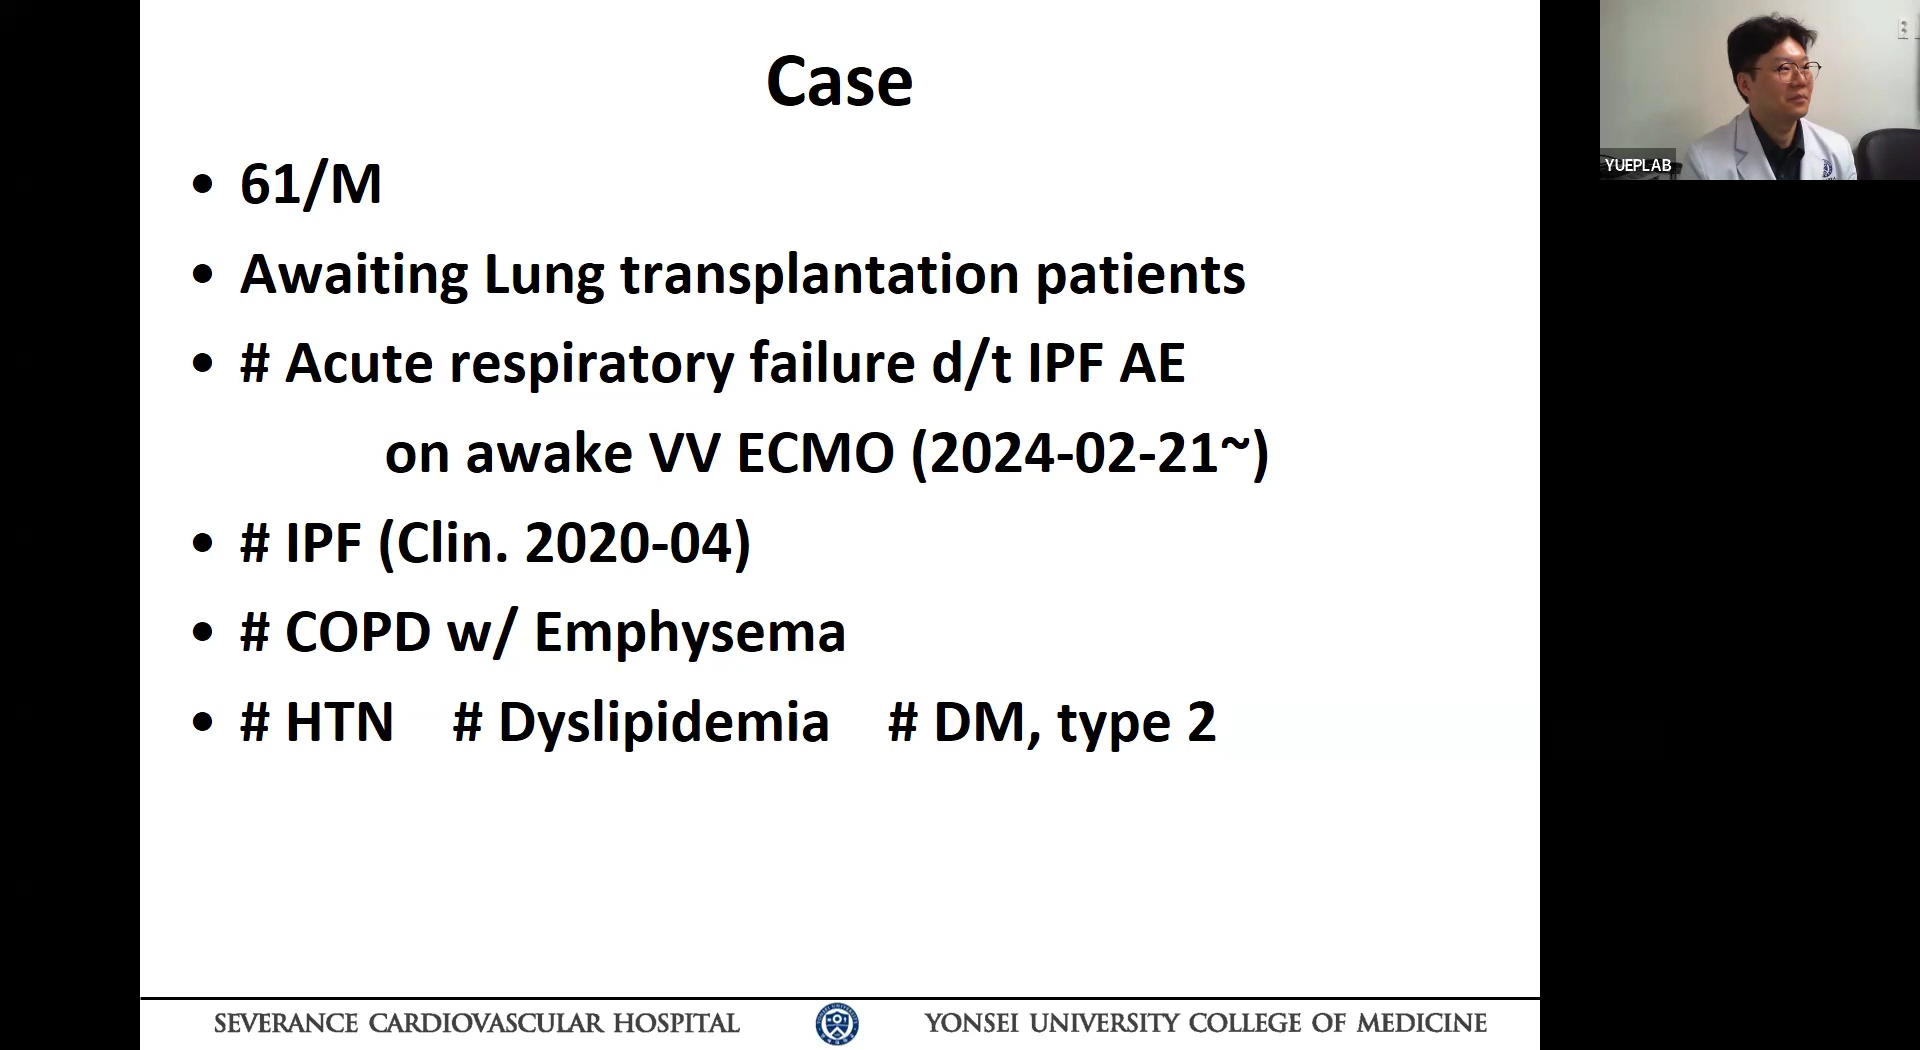 Case
• 61/M
• Awaiting Lung transplantation patients
• # Acute respiratory failure d/t IPF AE
on awake VV ECMO (2024-02-21~)
• # IPF (Clin. 2020-04)
• # COPD w/ Emphysema
• # HTN # Dyslipidemia # DM, type 2
SEVERANCE CARDIOVASCULAR HOSPITAL
YONSEI UNIVERSITY COLLEGE OF MEDICINE
YUEPLAB